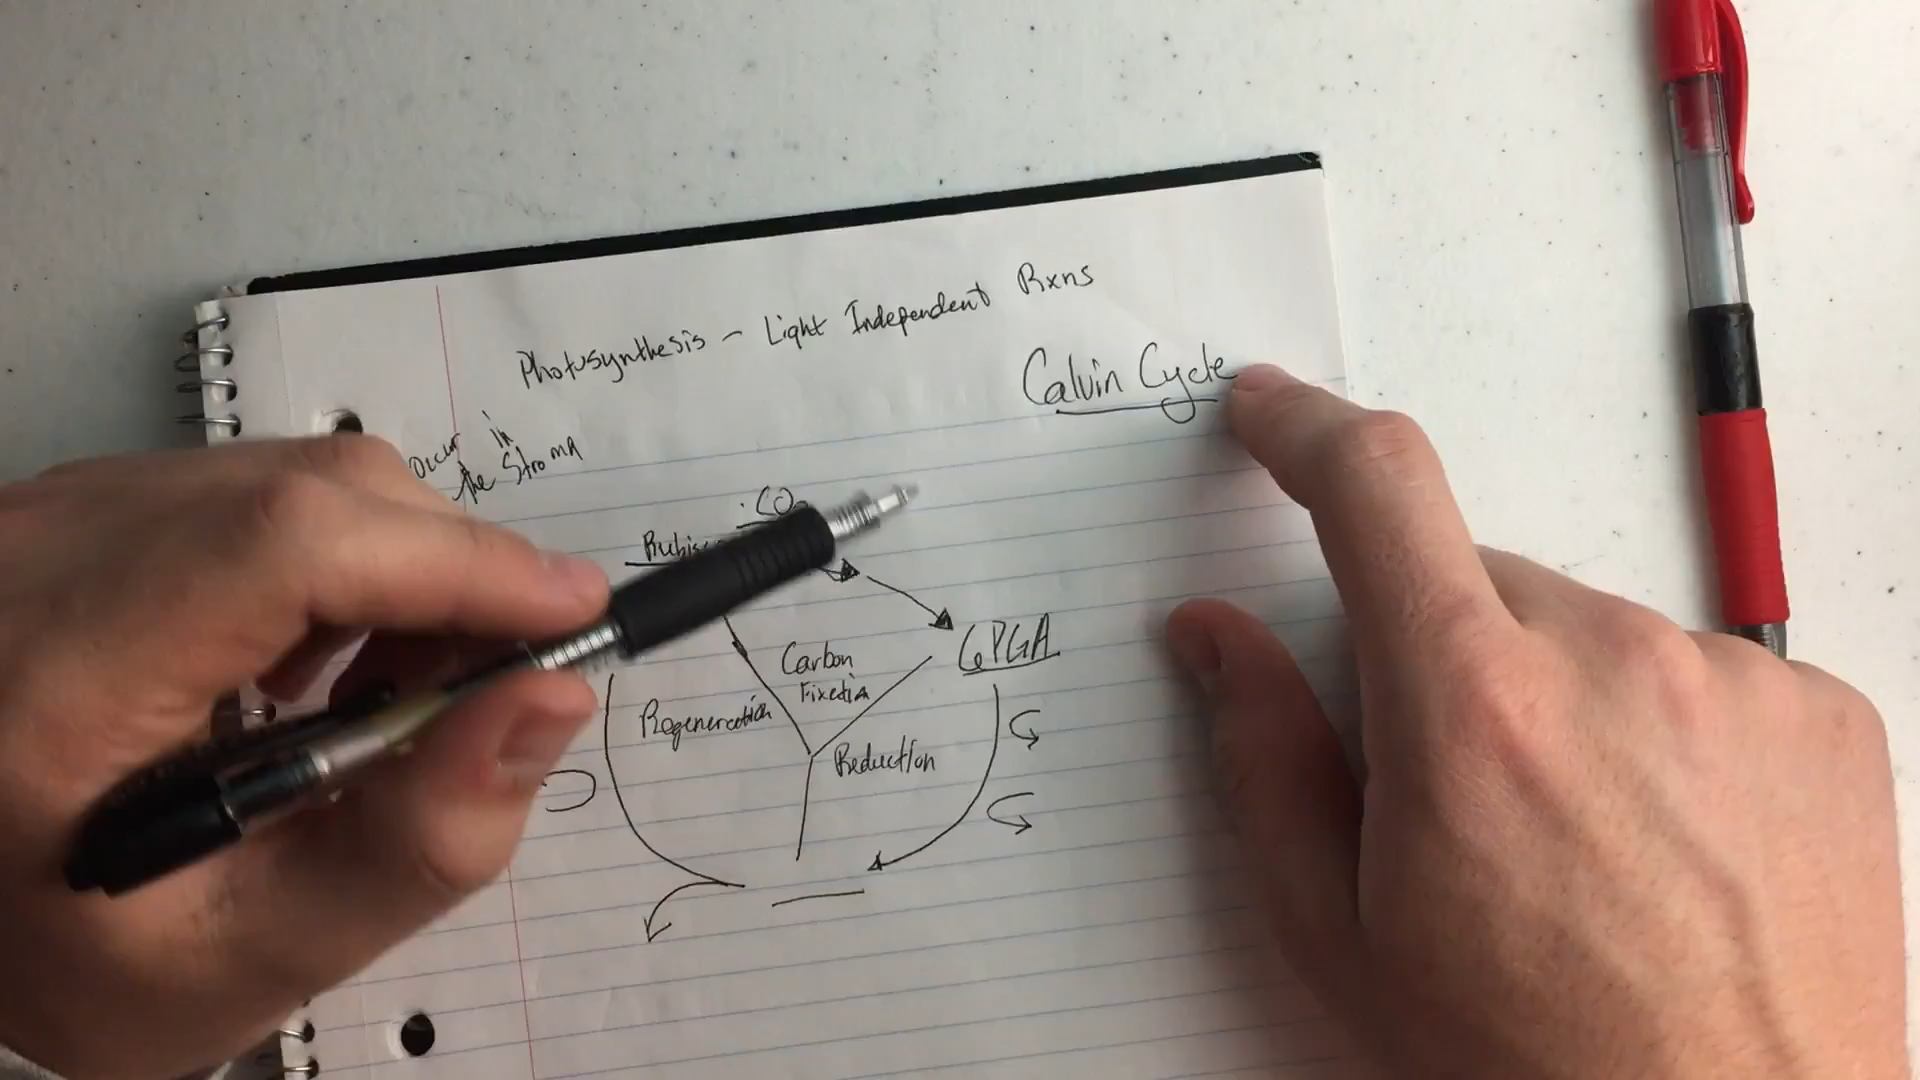 Photosynthesis - Light Independent Rxns
Calvin Cycle
Occur in
the Stroma
CO₂
6PGA
Carbon
Fixation
Regeneration
Reduction